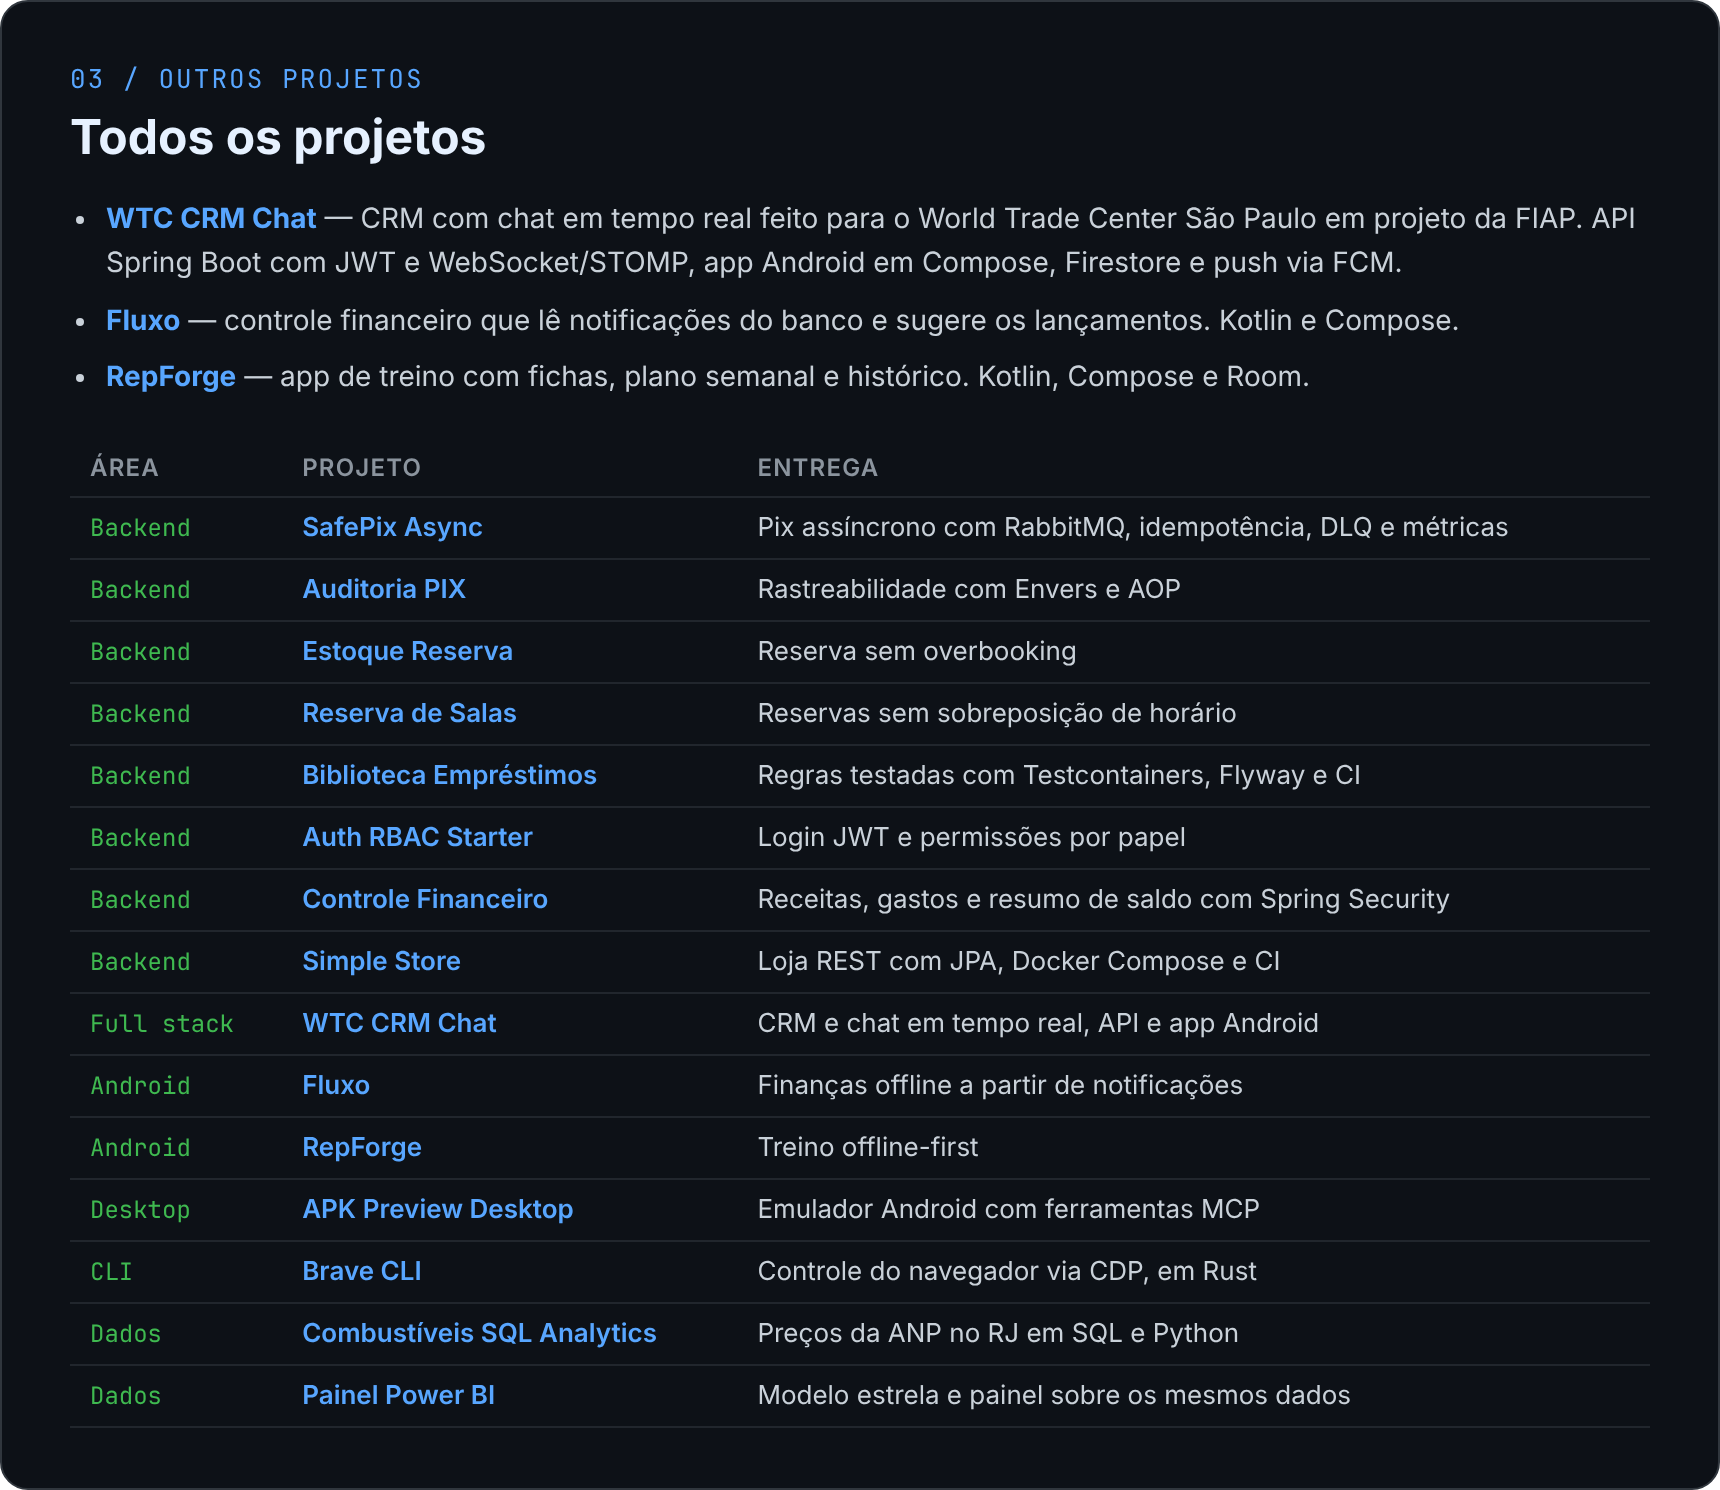 03 / OUTROS PROJETOS
Todos os projetos
• WTC CRM Chat — CRM com chat em tempo real feito para o World Trade Center São Paulo em projeto da FIAP. API
Spring Boot com JWT e WebSocket/STOMP, app Android em Compose, Firestore e push via FCM.
• Fluxo — controle financeiro que lê notificações do banco e sugere os lançamentos. Kotlin e Compose.
• RepForge — app de treino com fichas, plano semanal e histórico. Kotlin, Compose e Room.
ÁREA PROJETO ENTREGA
Backend SafePix Async Pix assíncrono com RabbitMQ, idempotência, DLQ e métricas
Backend Auditoria PIX Rastreabilidade com Envers e AOP
Backend Estoque Reserva Reserva sem overbooking
Backend Reserva de Salas Reservas sem sobreposição de horário
Backend Biblioteca Empréstimos Regras testadas com Testcontainers, Flyway e CI
Backend Auth RBAC Starter Login JWT e permissões por papel
Backend Controle Financeiro Receitas, gastos e resumo de saldo com Spring Security
Backend Simple Store Loja REST com JPA, Docker Compose e CI
Full stack WTC CRM Chat CRM e chat em tempo real, API e app Android
Android Fluxo Finanças offline a partir de notificações
Android RepForge Treino offline-first
Desktop APK Preview Desktop Emulador Android com ferramentas MCP
CLI Brave CLI Controle do navegador via CDP, em Rust
Dados Combustíveis SQL Analytics Preços da ANP no RJ em SQL e Python
Dados Painel Power BI Modelo estrela e painel sobre os mesmos dados